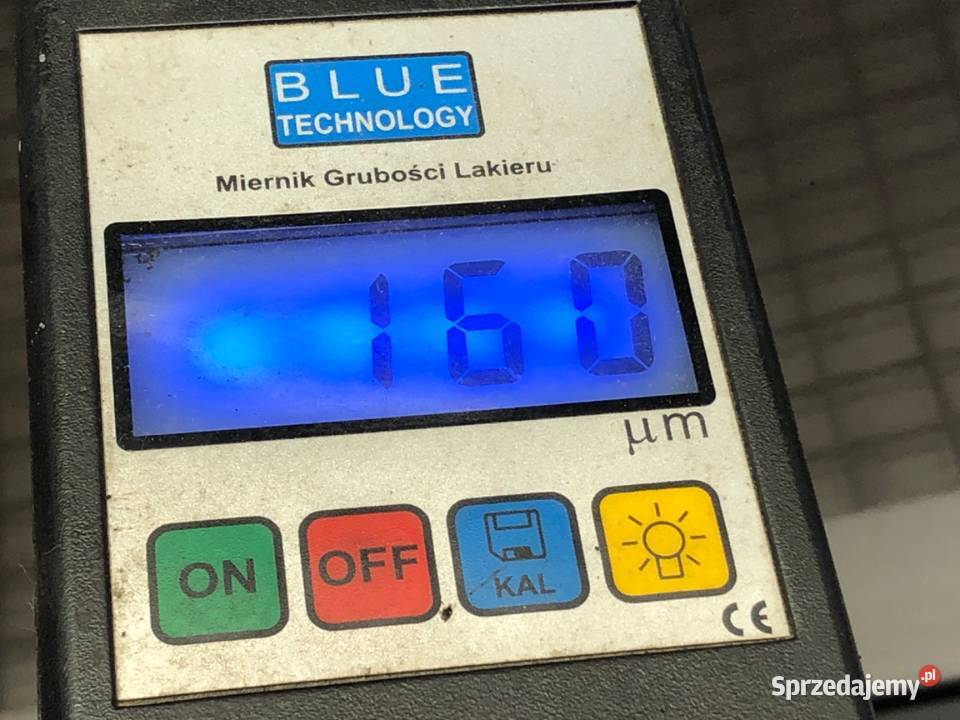 BLUE
TECHNOLOGY
Miernik Grubości Lakieru
160
µm
ON
OFF
KAL
CE
Sprzedajemy.pl